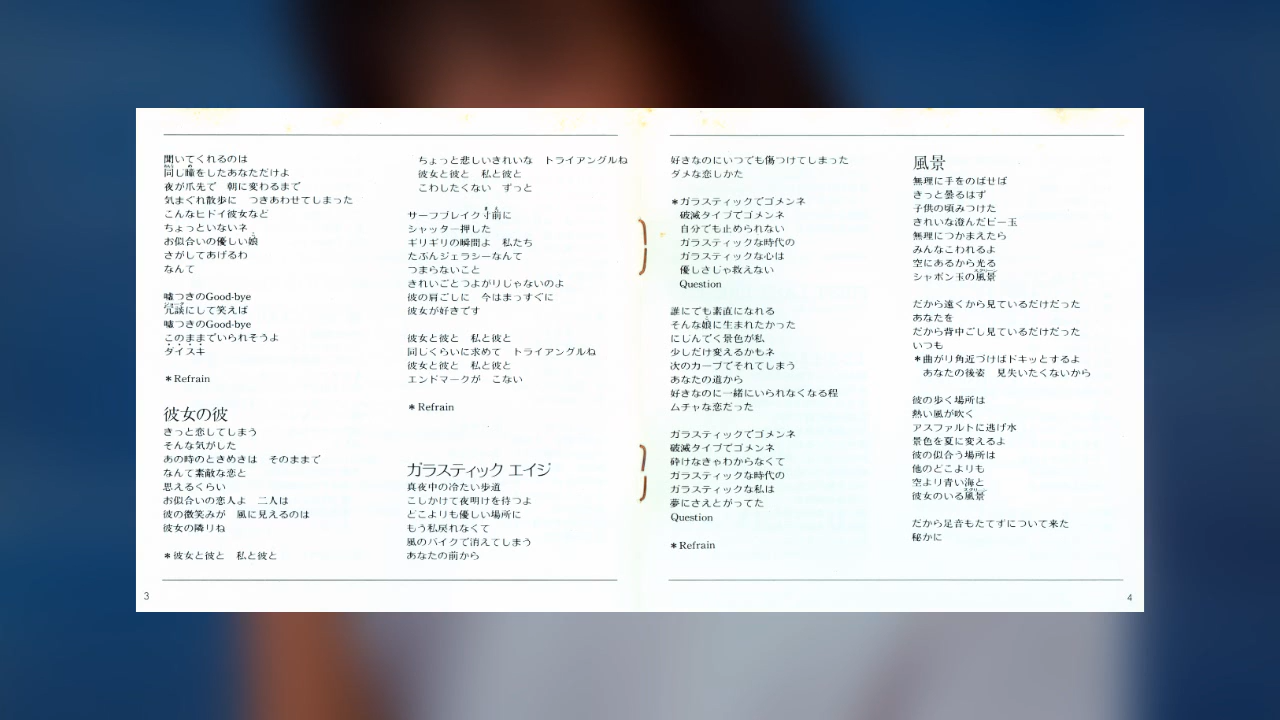 聞いてくれるのは
同じ瞳をしたあなただけよ
夜が爪先で　朝に変わるまで
気まぐれ散歩に　つきあわせてしまった
こんなヒドイ彼女など
ちょっといないネ
お似合いの優しい娘
さがしてあげるわ
なんて
嘘つきのGood-bye
冗談にして笑えば
嘘つきのGood-bye
このままでいられそうよ
ダイスキ
＊Refrain
彼女の彼
きっと恋してしまう
そんな気がした
あの時のときめきは　そのままで
なんて素敵な恋と
思えるくらい
お似合いの恋人よ　二人は
彼の微笑みが　風に見えるのは
彼女の隣りね
＊彼女と彼と　私と彼と
ちょっと悲しいきれいな　トライアングルね
彼女と彼と　私と彼と
こわしたくない　ずっと
サーフブレイク寸前に
シャッター押した
ギリギリの瞬間よ　私たち
たぶんジェラシーなんて
つまらないこと
きれいごとつよがりじゃないのよ
彼の肩ごしに　今はまっすぐに
彼女が好きです
彼女と彼と　私と彼と
同じくらいに求めて　トライアングルね
彼女と彼と　私と彼と
エンドマークが　こない
＊Refrain
ガラスティック エイジ
真夜中の冷たい歩道
こしかけて夜明けを待つよ
どこよりも優しい場所に
もう私戻れなくて
風のバイクで消えてしまう
あなたの前から
3
好きなのにいつでも傷つけてしまった
ダメな恋しかた
＊ガラスティックでゴメンネ
破滅タイプでゴメンネ
自分でも止められない
ガラスティックな時代の
ガラスティックな心は
優しさじゃ救えない
Question
誰にでも素直になれる
そんな娘に生まれたかった
にじんでく景色が私
少しだけ変えるかもネ
次のカーブでそれてしまう
あなたの道から
好きなのに一緒にいられなくなる程
ムチャな恋だった
ガラスティックでゴメンネ
破滅タイプでゴメンネ
砕けなきゃわからなくて
ガラスティックな時代の
ガラスティックな私は
夢にさえとがってた
Question
＊Refrain
風景
無理に手をのばせば
きっと曇るはず
子供の頃みつけた
きれいな澄んだビー玉
無理につかまえたら
みんなこわれるよ
空にあるから光る
シャボン玉の風景
だから遠くから見ているだけだった
あなたを
だから背中ごし見ているだけだった
いつも
＊曲がり角近づけばドキッとするよ
あなたの後姿　見失いたくないから
彼の歩く場所は
熱い風が吹く
アスファルトに逃げ水
景色を夏に変えるよ
彼の似合う場所は
他のどこよりも
空より青い海と
彼女のいる風景
だから足音もたてずについて来た
秘かに
4